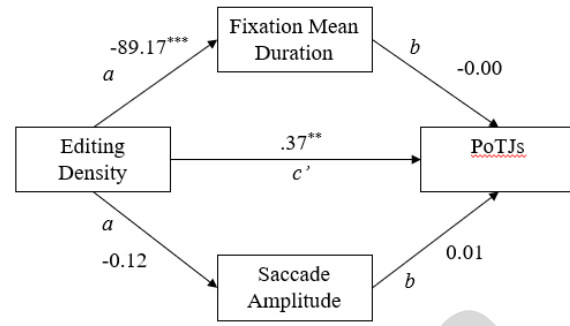 Fixation Mean
Duration
-89.17***
a
b
-0.00
Editing
Density
.37**
c’
PoTJs
a
-0.12
Saccade
Amplitude
b
0.01